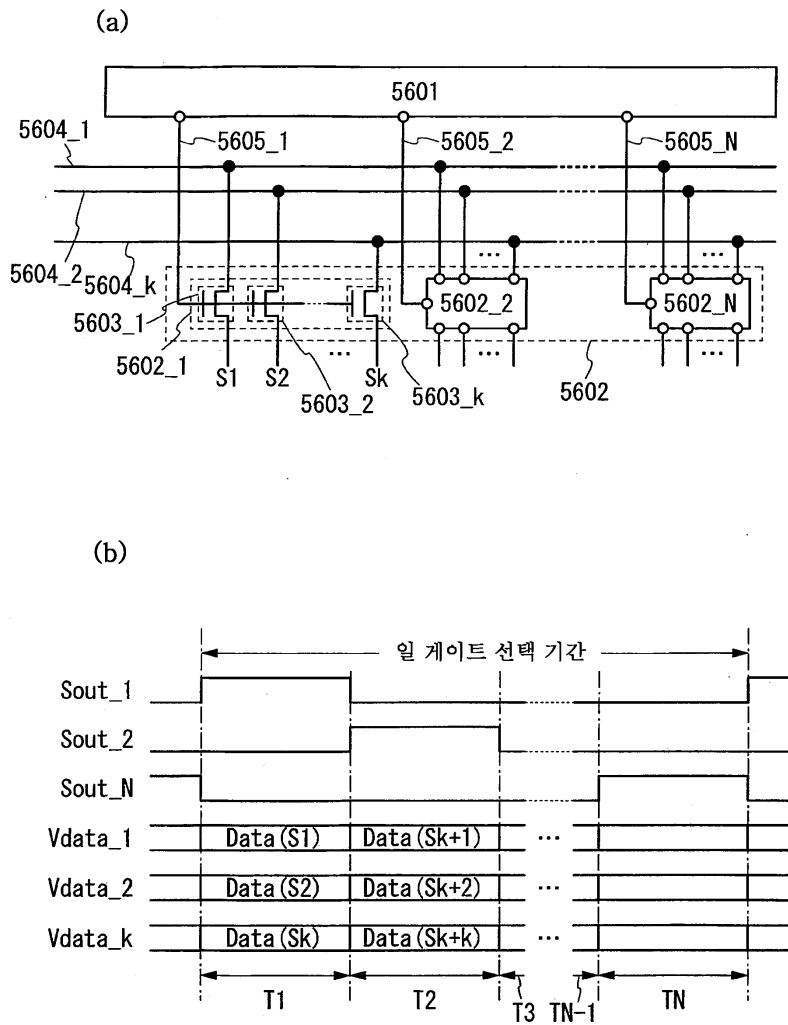 (a)
5601
5604_1
5605_1
5605_2
5605_N
5604_2
5604_k
5603_1
5602_1
5602_2
5602_N
...
...
...
...
...
S1
S2
Sk
5603_2
5603_k
5602
(b)
일 게이트 선택 기간
Sout_1
Sout_2
Sout_N
Vdata_1 Data(S1) Data(Sk+1) ...
Vdata_2 Data(S2) Data(Sk+2) ...
Vdata_k Data(Sk) Data(Sk+k) ...
T1 T2 T3 TN-1 TN